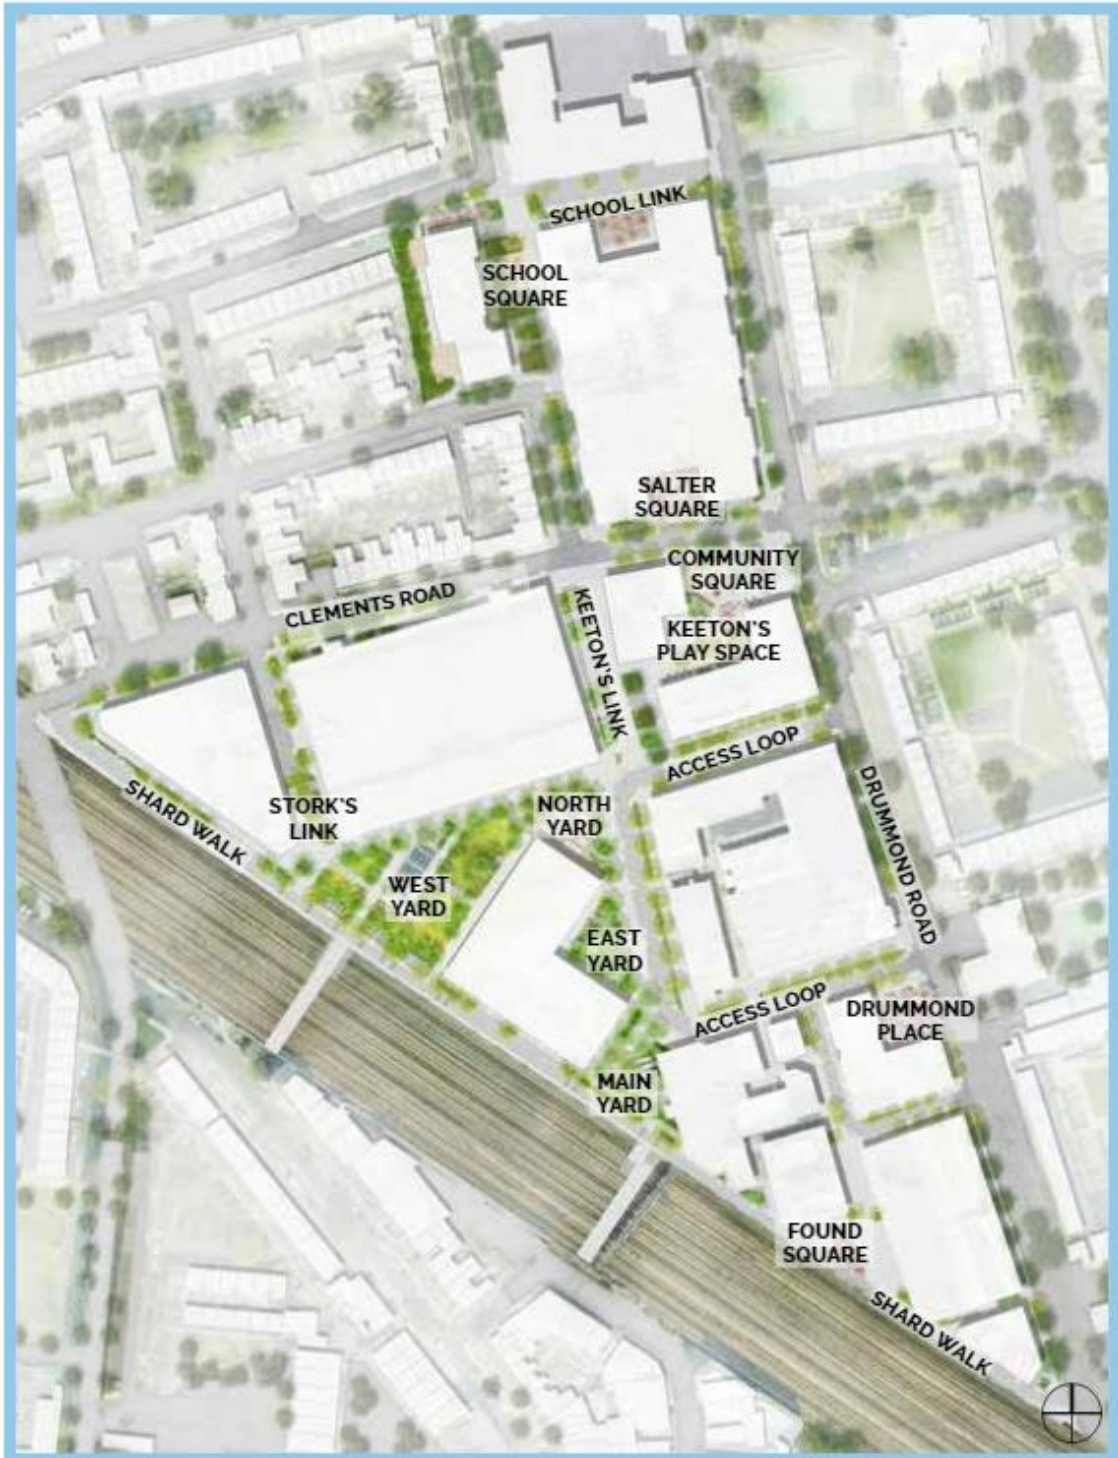 SCHOOL LINK
SCHOOL
SQUARE
SALTER
SQUARE
COMMUNITY
SQUARE
CLEMENTS ROAD
KEETON'S LINK
KEETON'S
PLAY SPACE
ACCESS LOOP
SHARD WALK
STORK'S
LINK
NORTH
YARD
DRUMMOND ROAD
WEST
YARD
EAST
YARD
ACCESS LOOP
DRUMMOND
PLACE
MAIN
YARD
FOUND
SQUARE
SHARD WALK